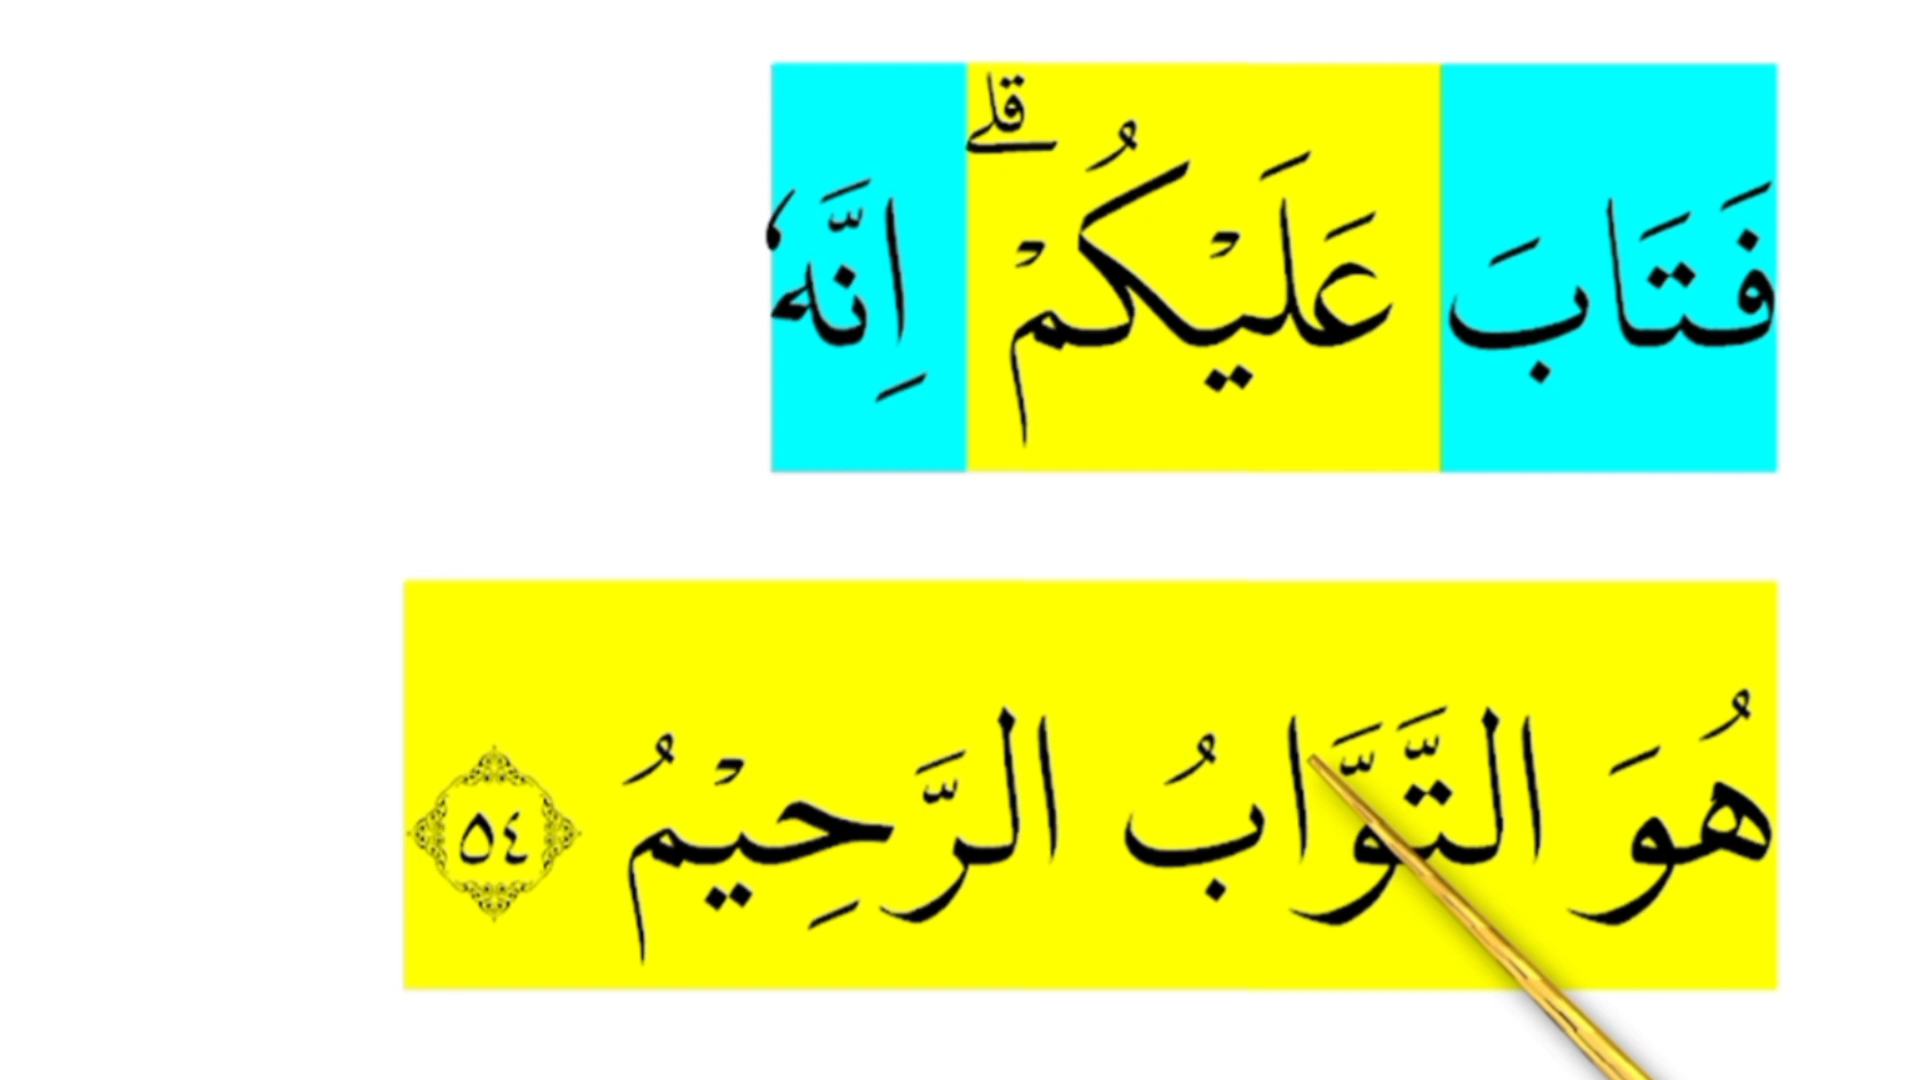 فَتَابَ عَلَيْكُمْ ۗ اِنَّهٗ
هُوَ التَّوَّابُ الرَّحِيْمُ ٥٤